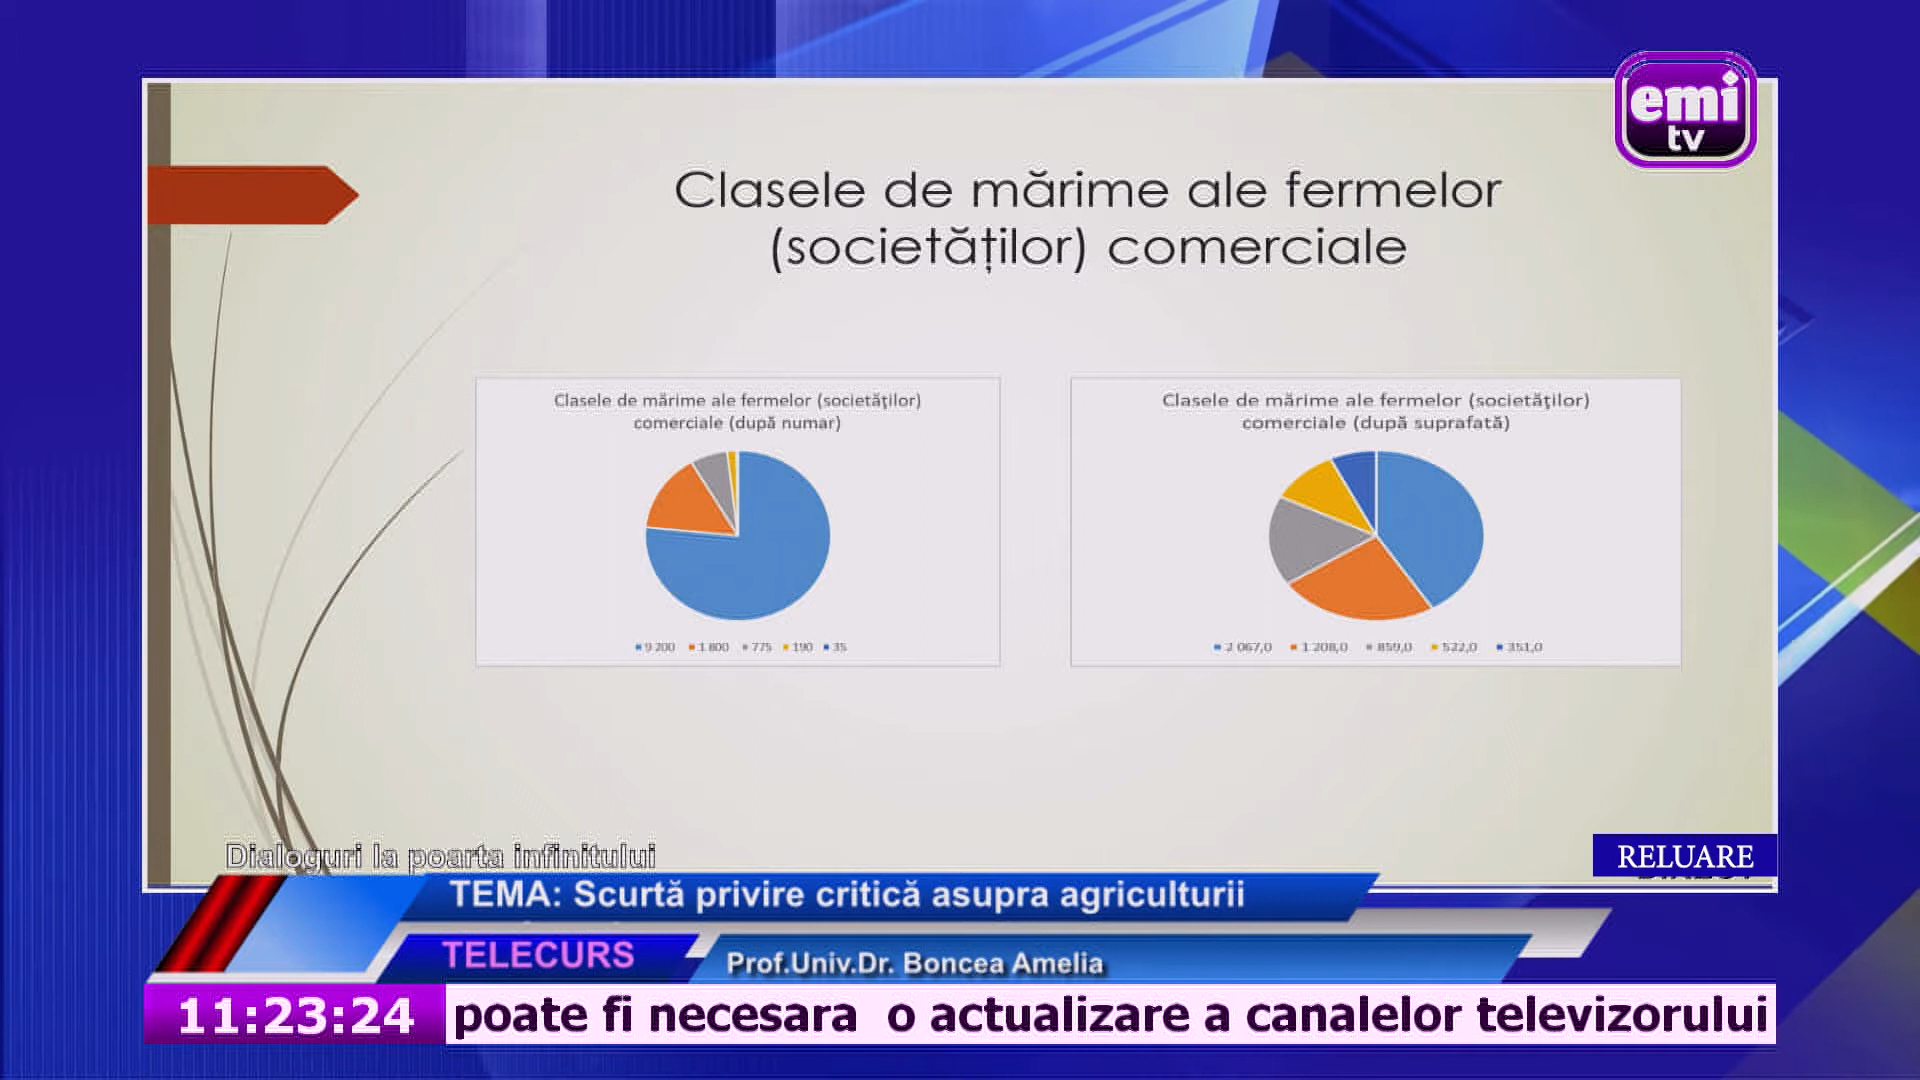 emi
tv
Clasele de mărime ale fermelor
(societăților) comerciale
Clasele de mărime ale fermelor (societăţilor)
comerciale (după numar)
9 200 1 800 775 190 35
Clasele de mărime ale fermelor (societăţilor)
comerciale (după suprafată)
2 067,0 1 208,0 859,0 522,0 351,0
Dialoguri la poarta infinitului
RELUARE
TEMA: Scurtă privire critică asupra agriculturii
TELECURS
Prof.Univ.Dr. Boncea Amelia
11:23:24 poate fi necesara o actualizare a canalelor televizorului